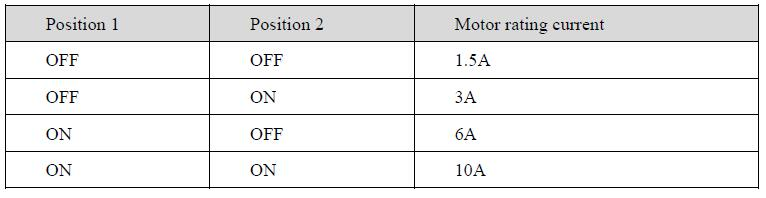 Position 1 Position 2 Motor rating current
OFF OFF 1.5A
OFF ON 3A
ON OFF 6A
ON ON 10A